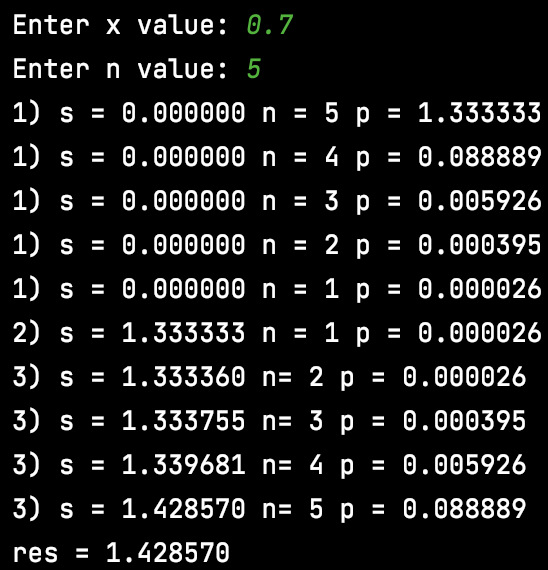 Enter x value: 0.7
Enter n value: 5
1) s = 0.000000 n = 5 p = 1.333333
1) s = 0.000000 n = 4 p = 0.088889
1) s = 0.000000 n = 3 p = 0.005926
1) s = 0.000000 n = 2 p = 0.000395
1) s = 0.000000 n = 1 p = 0.000026
2) s = 1.333333 n = 1 p = 0.000026
3) s = 1.333360 n= 2 p = 0.000026
3) s = 1.333755 n= 3 p = 0.000395
3) s = 1.339681 n= 4 p = 0.005926
3) s = 1.428570 n= 5 p = 0.088889
res = 1.428570